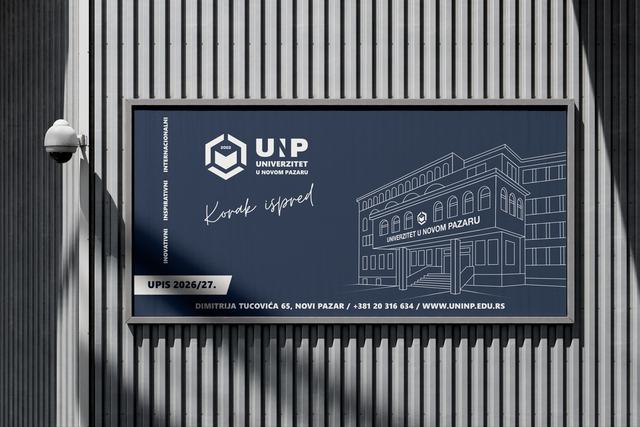 INOVATIVNI INSPIRATIVNI INTERNACIONALNI
2002
UNP
UNIVERZITET
U NOVOM PAZARU
Korak ispred
UNIVERZITET U NOVOM PAZARU
UPIS 2026/27.
DIMITRIJA TUCOVIĆA 65, NOVI PAZAR / +381 20 316 634 / WWW.UNINP.EDU.RS